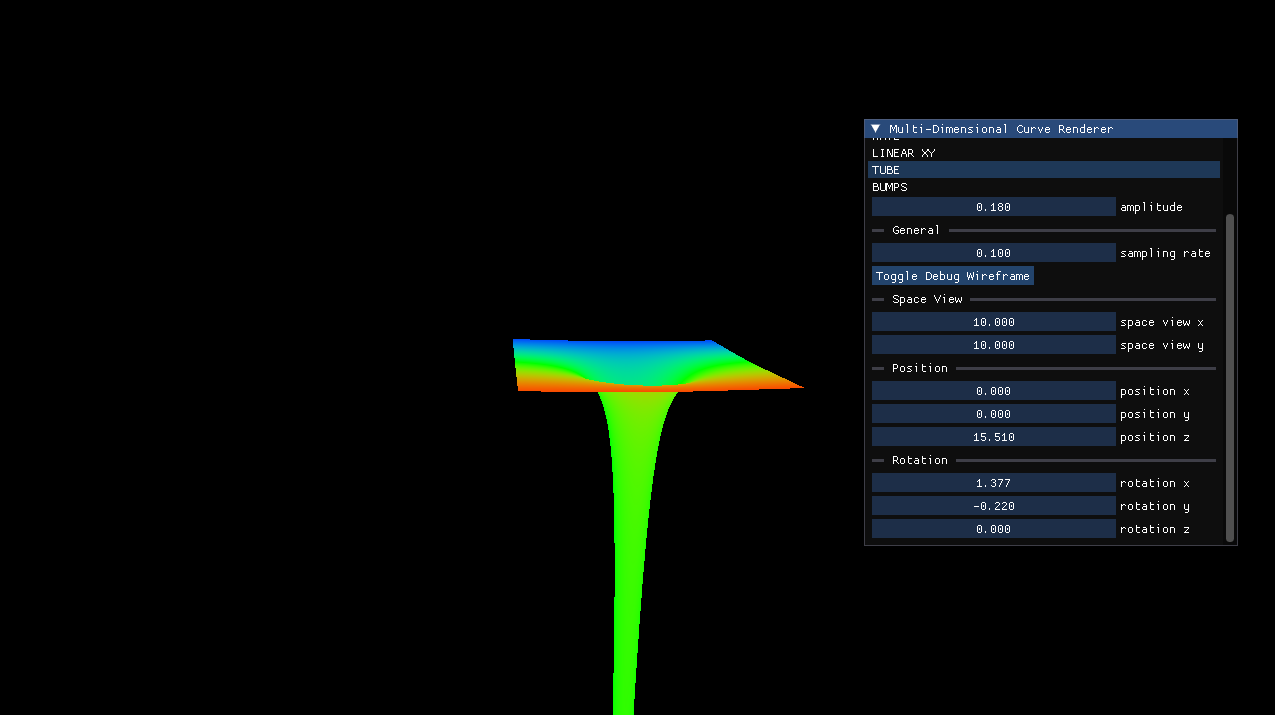 Multi-Dimensional Curve Renderer
LINEAR XY
TUBE
BUMPS
0.180 amplitude
General
0.100 sampling rate
Toggle Debug Wireframe
Space View
10.000 space view x
10.000 space view y
Position
0.000 position x
0.000 position y
15.510 position z
Rotation
1.377 rotation x
-0.220 rotation y
0.000 rotation z